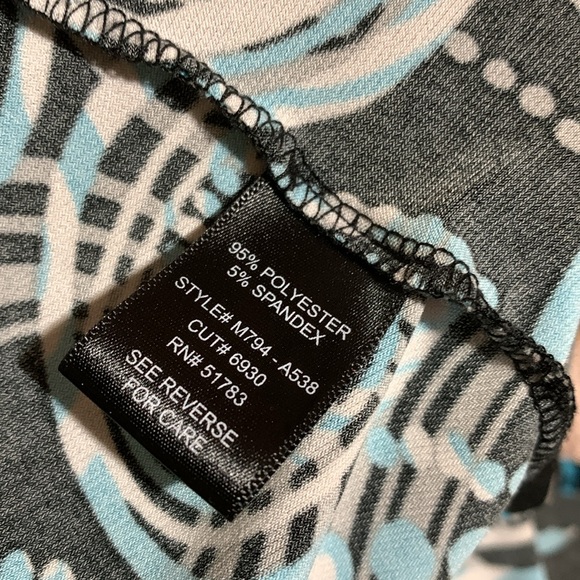 95% POLYESTER
5% SPANDEX
STYLE# M794 - A538
CUT# 6930
RN# 51783
SEE REVERSE
FOR CARE